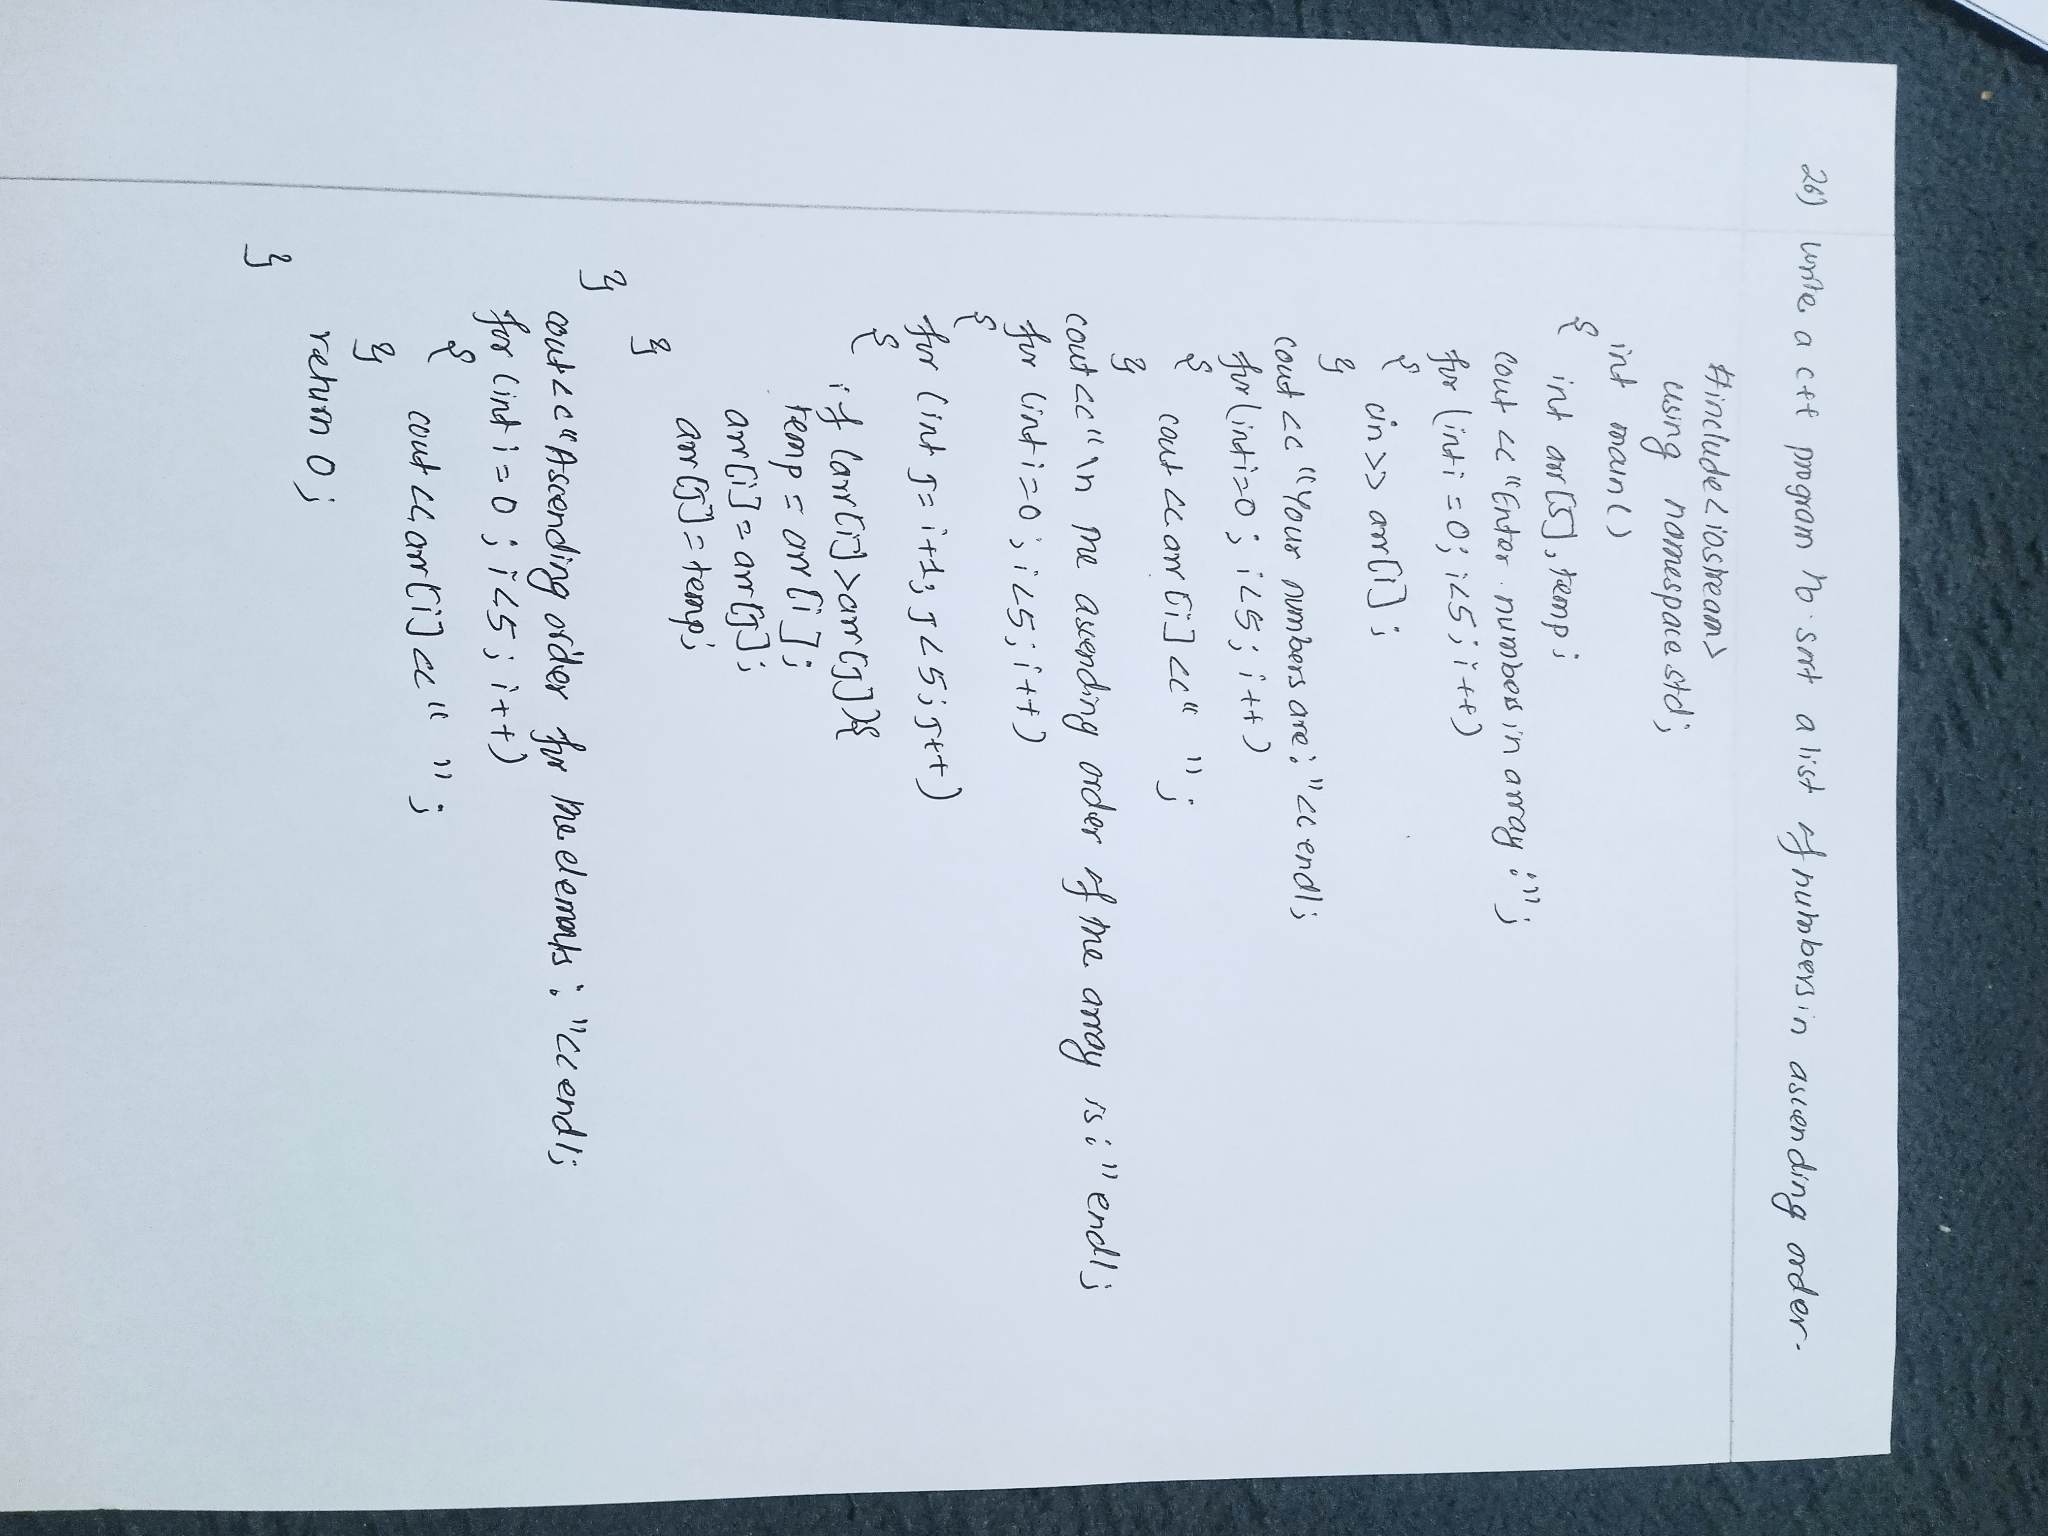 26) write a c++ program to sort a list of numbers in ascending order.
#include<iostream>
using namespace std;
int main()
{ int arr[5], temp;
cout << "Enter numbers in array :";
for (int i = 0; i<5; i++)
{ cin >> arr[i];
}
cout << "Your numbers are: "<< endl;
for(int i=0; i<5; i++)
{ cout << arr[i] << " ";
}
cout<<"\n The ascending order of the array is:" endl;
for (int i=0; i<5; i++)
{
for (int j= i+1; j<5; j++)
{
if (arr[i]>arr[j]){
temp = arr[i];
arr[i]= arr[j];
arr[j]= temp;
}
}
cout<<"Ascending order for the elements: "<<endl;
for (int i=0; i<5; i++)
{
cout << arr[i] << " ";
}
return 0;
}